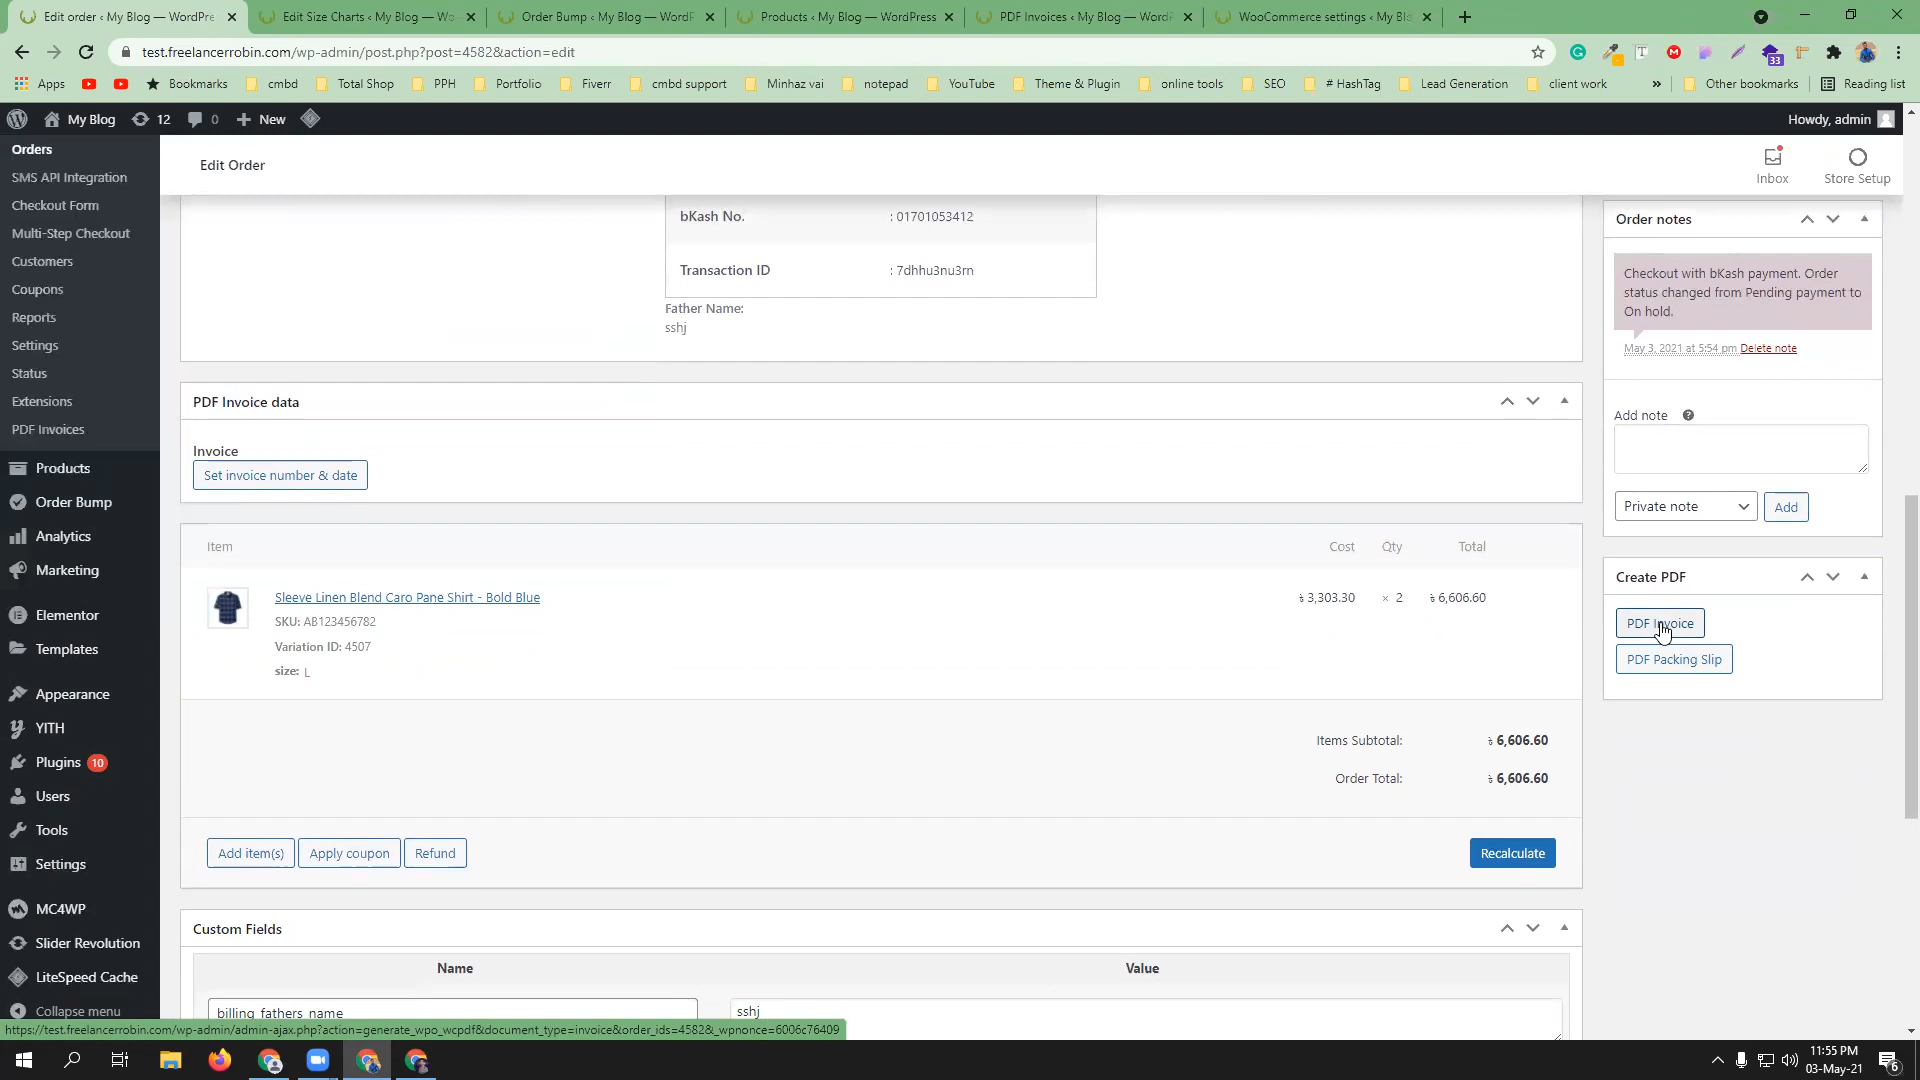 Edit order ‹ My Blog — WordPre
Edit Size Charts ‹ My Blog — Wo
Order Bump ‹ My Blog — WordP
Products ‹ My Blog — WordPress
PDF Invoices ‹ My Blog — WordP
WooCommerce settings ‹ My Bl
test.freelancerrobin.com/wp-admin/post.php?post=4582&action=edit
33
Apps
Bookmarks
cmbd
Total Shop
PPH
Portfolio
Fiverr
cmbd support
Minhaz vai
notepad
YouTube
Theme & Plugin
online tools
SEO
# HashTag
Lead Generation
client work
»
Other bookmarks
Reading list
My Blog
12
0
New
Howdy, admin
Orders
SMS API Integration
Checkout Form
Multi-Step Checkout
Customers
Coupons
Reports
Settings
Status
Extensions
PDF Invoices
Products
Order Bump
Analytics
Marketing
Elementor
Templates
Appearance
YITH
Plugins 10
Users
Tools
Settings
MC4WP
Slider Revolution
LiteSpeed Cache
Collapse menu
Edit Order
Inbox
Store Setup
bKash No. : 01701053412
Transaction ID : 7dhhu3nu3rn
Father Name:
sshj
PDF Invoice data
Invoice
Set invoice number & date
Item Cost Qty Total
Sleeve Linen Blend Caro Pane Shirt - Bold Blue ৳ 3,303.30 × 2 ৳ 6,606.60
SKU: AB123456782
Variation ID: 4507
size: L
Items Subtotal: ৳ 6,606.60
Order Total: ৳ 6,606.60
Add item(s)
Apply coupon
Refund
Recalculate
Custom Fields
Name Value
billing_fathers_name sshj
Order notes
Checkout with bKash payment. Order
status changed from Pending payment to
On hold.
May 3, 2021 at 5:54 pm Delete note
Add note
Private note
Add
Create PDF
PDF Invoice
PDF Packing Slip
https://test.freelancerrobin.com/wp-admin/admin-ajax.php?action=generate_wpo_wcpdf&document_type=invoice&order_ids=4582&_wpnonce=6006c76409
11:55 PM
03-May-21
6